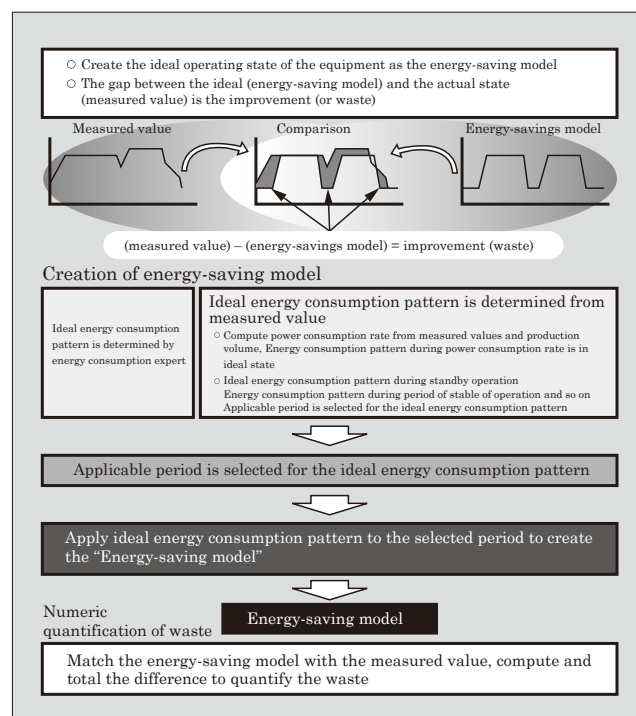 ○ Create the ideal operating state of the equipment as the energy-saving model
○ The gap between the ideal (energy-saving model) and the actual state
(measured value) is the improvement (or waste)
Measured value
Comparison
Energy-savings model
(measured value) – (energy-savings model) = improvement (waste)
Creation of energy-saving model
Ideal energy consumption
pattern is determined by
energy consumption expert
Ideal energy consumption pattern is determined from
measured value
○ Compute power consumption rate from measured values and production
volume, Energy consumption pattern during power consumption rate is in
ideal state
○ Ideal energy consumption pattern during standby operation
Energy consumption pattern during period of stable of operation and so on
Applicable period is selected for the ideal energy consumption pattern
Applicable period is selected for the ideal energy consumption pattern
Apply ideal energy consumption pattern to the selected period to create
the “Energy-saving model”
Numeric
quantification of waste
Energy-saving model
Match the energy-saving model with the measured value, compute and
total the difference to quantify the waste